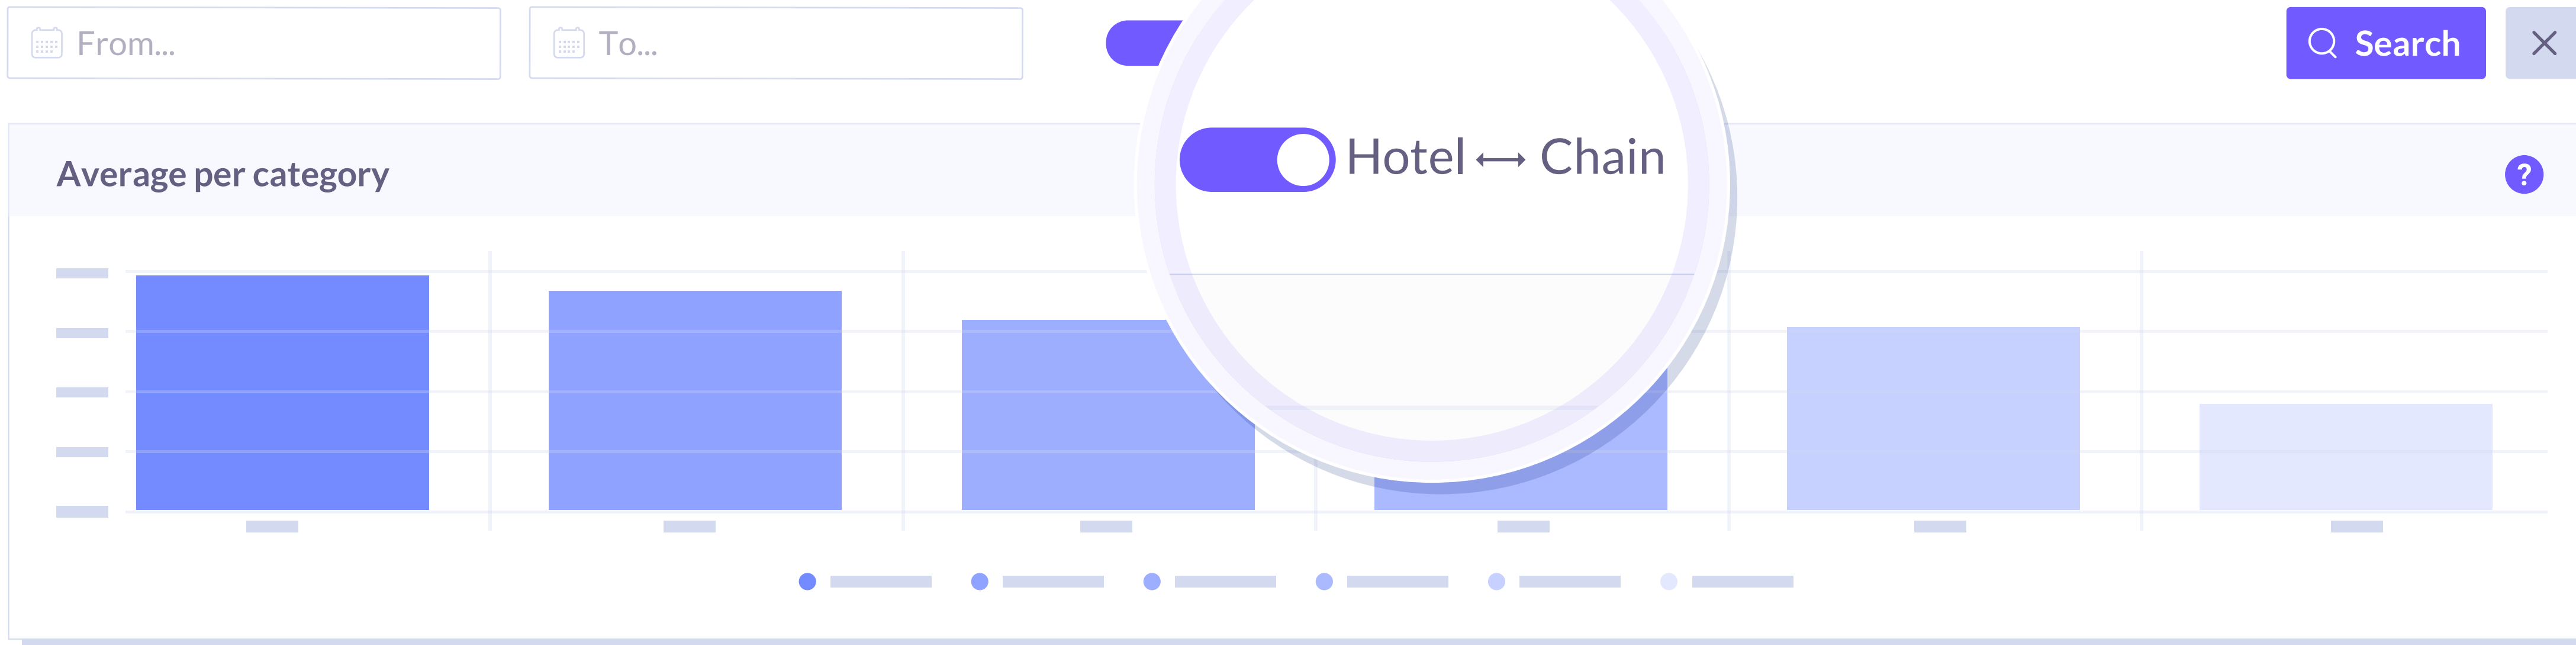 From...
To...
Search
Hotel ↔ Chain
Average per category
?